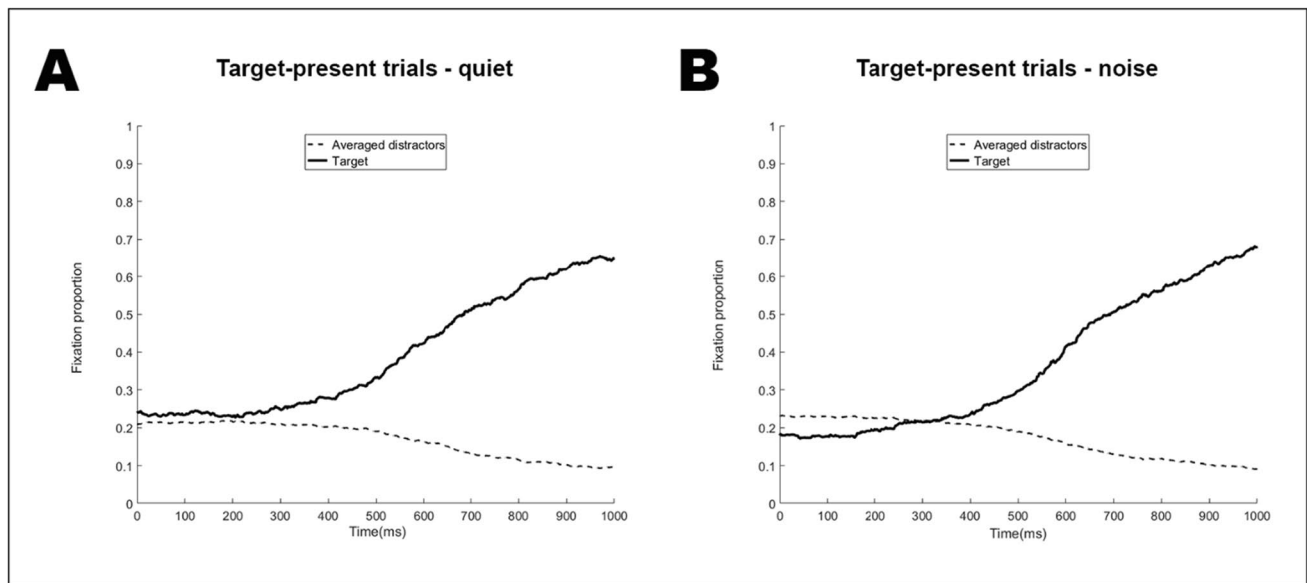 A
Target-present trials - quiet
Averaged distractors
Target
1
0.9
0.8
0.7
0.6
0.5
0.4
0.3
0.2
0.1
0
Fixation proportion
0 100 200 300 400 500 600 700 800 900 1000
Time(ms)
B
Target-present trials - noise
Averaged distractors
Target
1
0.9
0.8
0.7
0.6
0.5
0.4
0.3
0.2
0.1
0
Fixation proportion
0 100 200 300 400 500 600 700 800 900 1000
Time(ms)